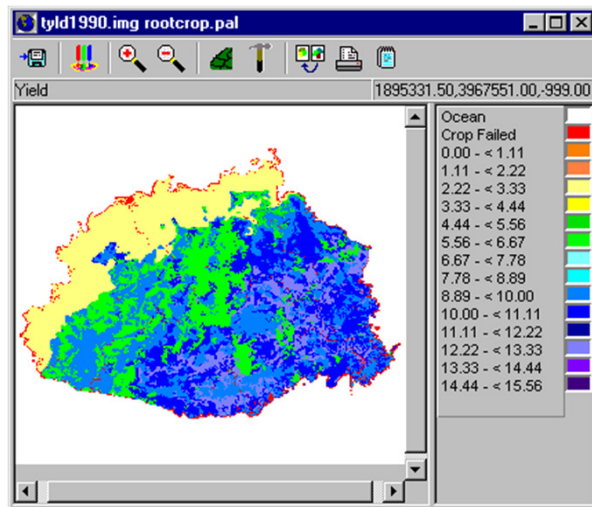 tyld1990.img rootcrop.pal
Yield
1895331.50,3967551.00,-999.00
Ocean
Crop Failed
0.00 - < 1.11
1.11 - < 2.22
2.22 - < 3.33
3.33 - < 4.44
4.44 - < 5.56
5.56 - < 6.67
6.67 - < 7.78
7.78 - < 8.89
8.89 - < 10.00
10.00 - < 11.11
11.11 - < 12.22
12.22 - < 13.33
13.33 - < 14.44
14.44 - < 15.56